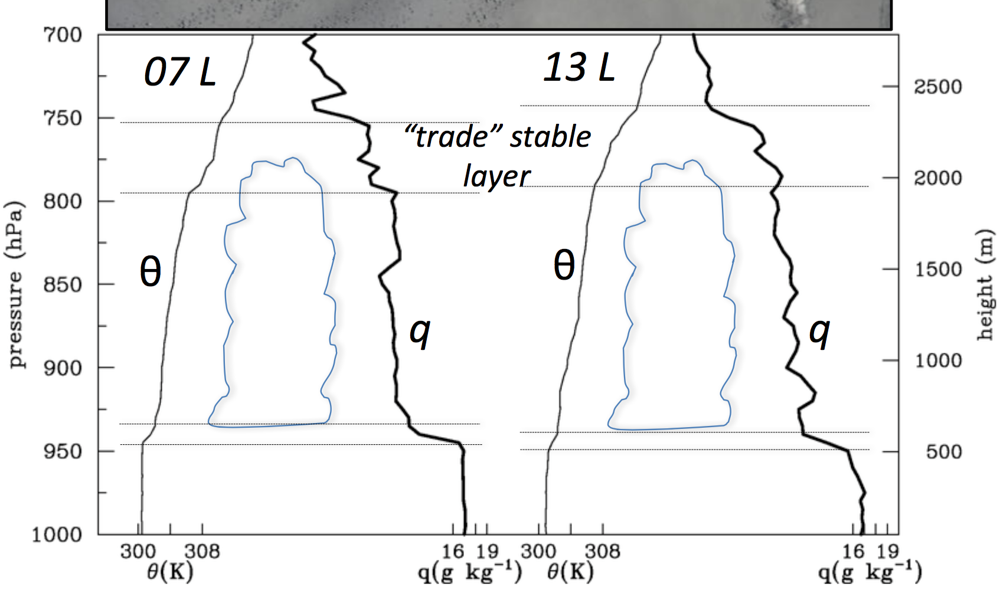 700
750
800
850
900
950
1000
pressure (hPa)
07 L
13 L
“trade” stable
layer
θ
q
θ
q
2500
2000
1500
1000
500
height (m)
300 308 16 19 300 308 16 19
θ(K) q(g kg⁻¹) θ(K) q(g kg⁻¹)